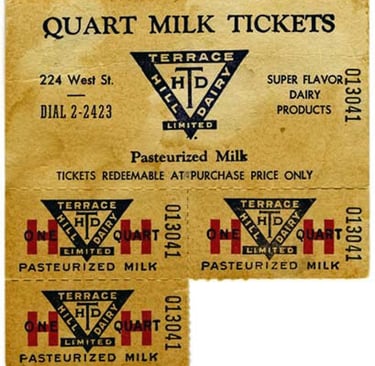 QUART MILK TICKETS
224 West St.
DIAL 2-2423
TERRACE
HILL
DAIRY
HTD
LIMITED
SUPER FLAVOR
DAIRY
PRODUCTS
013041
Pasteurized Milk
TICKETS REDEEMABLE AT PURCHASE PRICE ONLY
TERRACE
HILL
DAIRY
HTD
LIMITED
ONE QUART
H H
PASTEURIZED MILK
013041
TERRACE
HILL
DAIRY
HTD
LIMITED
ONE QUART
H H
PASTEURIZED MILK
013041
TERRACE
HILL
DAIRY
HTD
LIMITED
ONE QUART
H H
PASTEURIZED MILK
013041